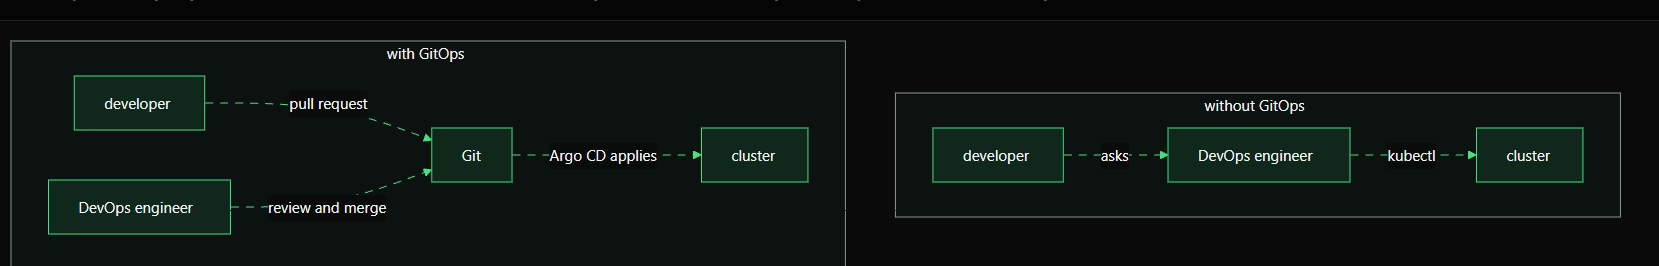 with GitOps
developer
pull request
Git
Argo CD applies
cluster
DevOps engineer
review and merge
without GitOps
developer
asks
DevOps engineer
kubectl
cluster